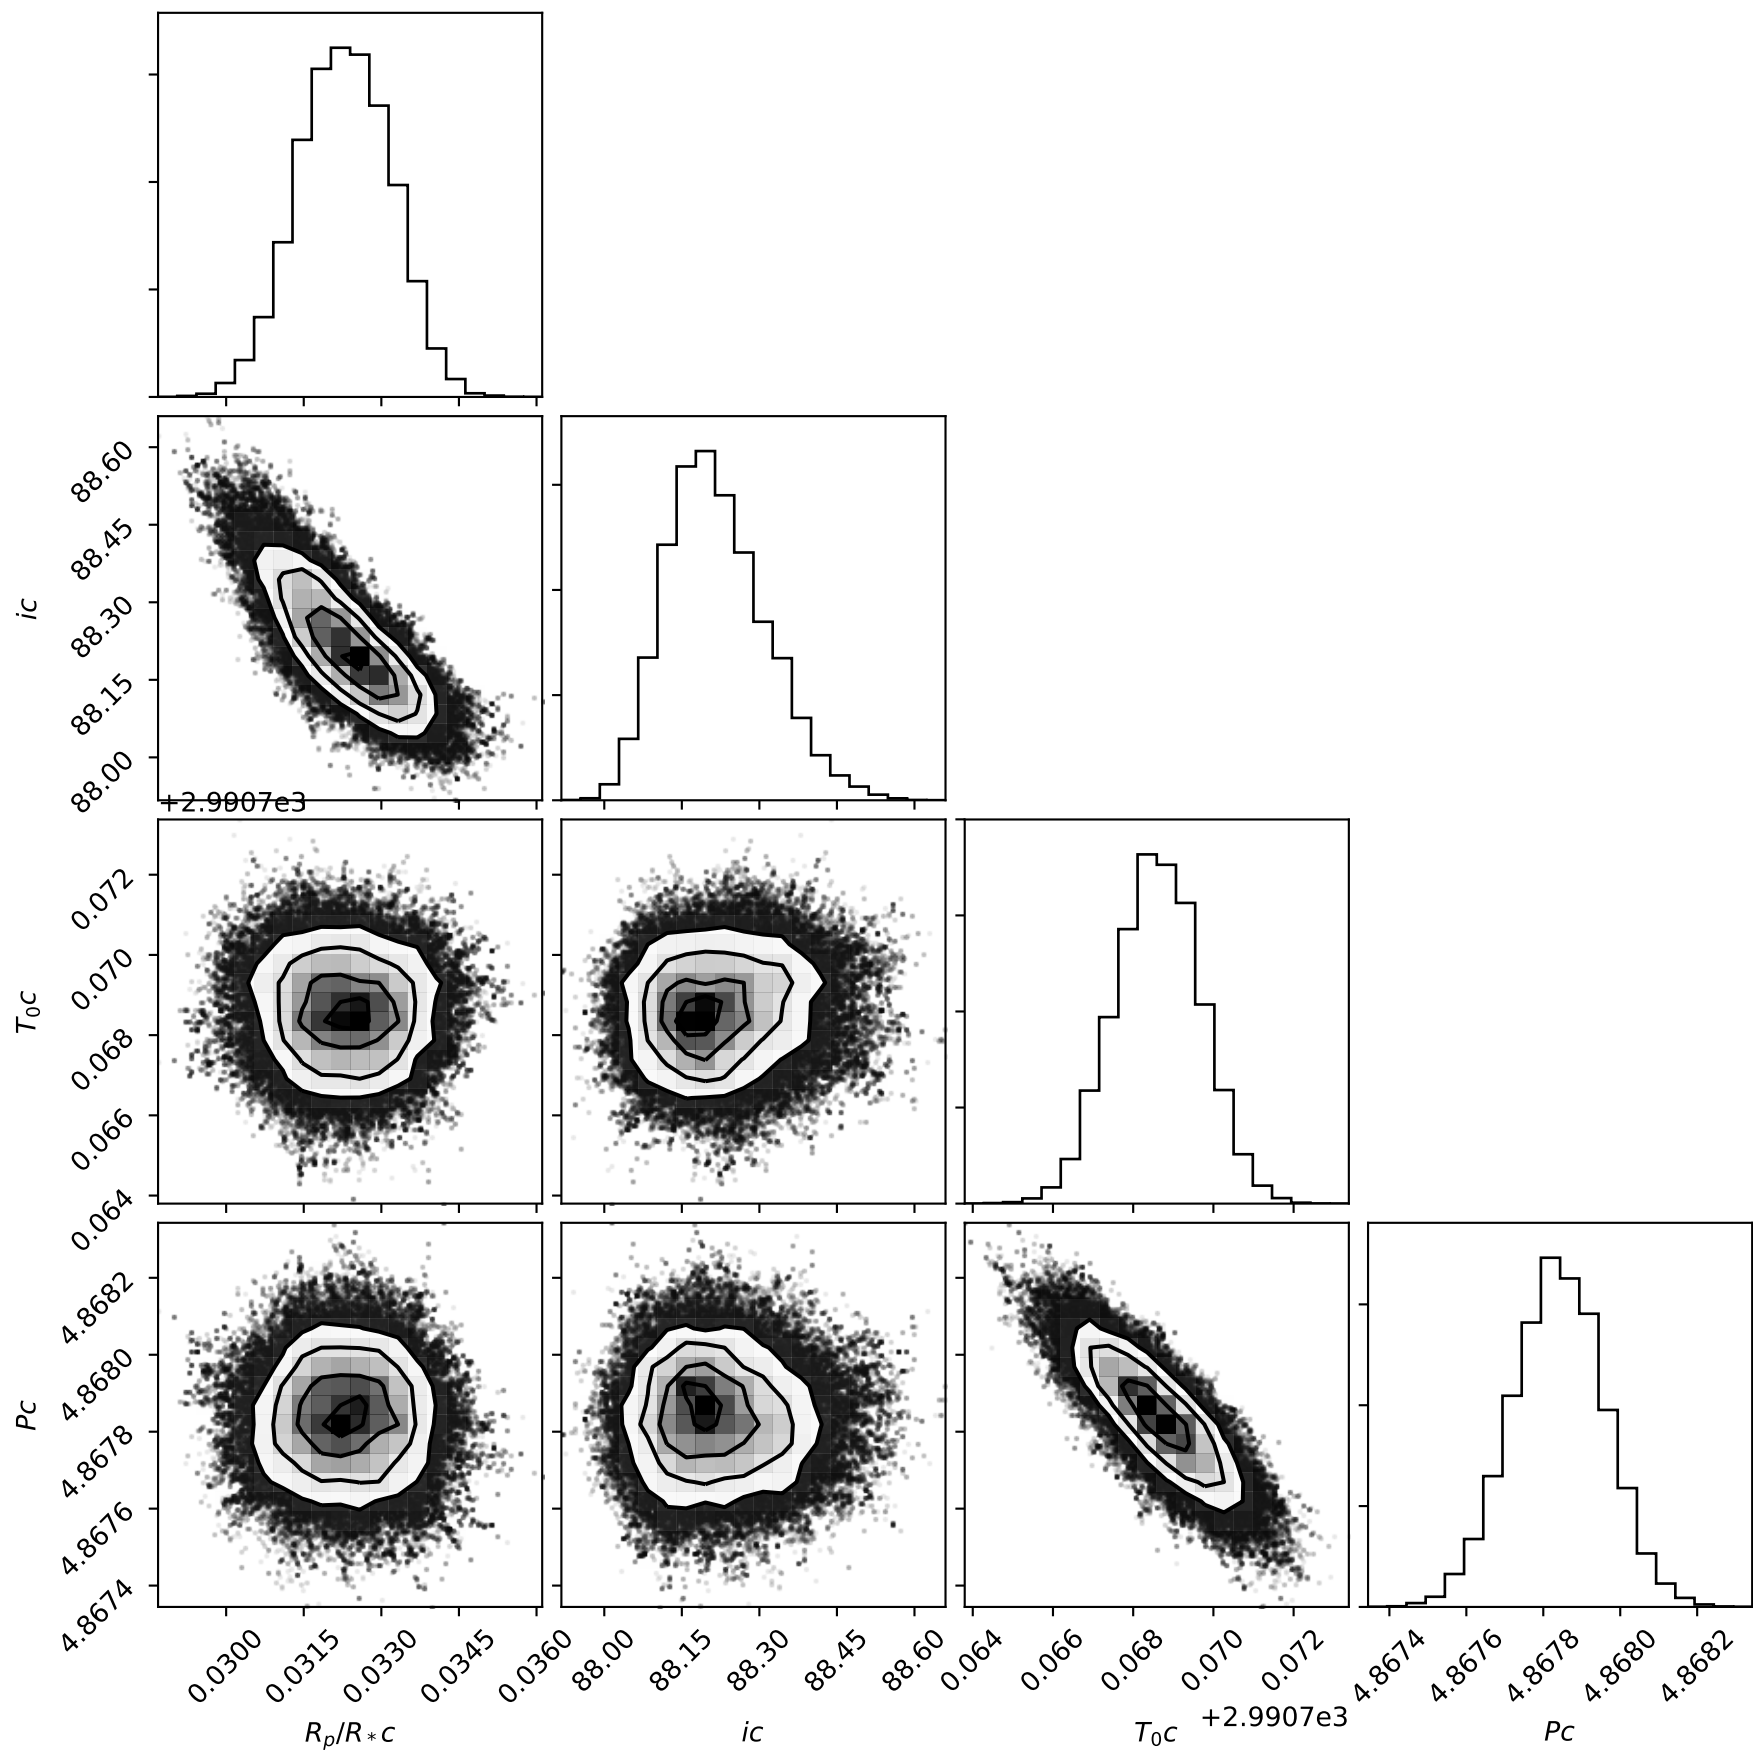 88.60
88.45
88.30
88.15
88.00
ic
+2.9907e3
0.072
0.070
0.068
0.066
0.064
T₀c
4.8682
4.8680
4.8678
4.8676
4.8674
Pc
0.0300 0.0315 0.0330 0.0345 0.0360
88.00 88.15 88.30 88.45 88.60
0.064 0.066 0.068 0.070 0.072
4.8674 4.8676 4.8678 4.8680 4.8682
+2.9907e3
Rₚ/R*c ic T₀c Pc